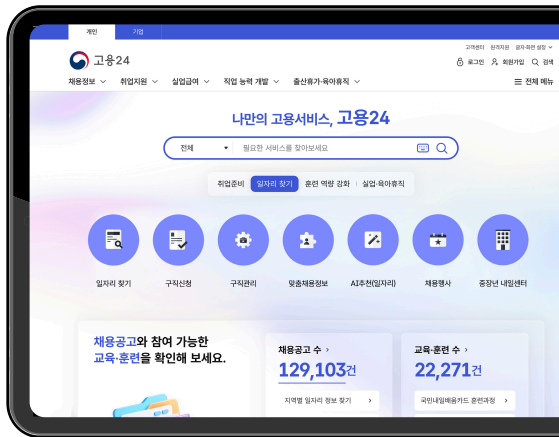 개인 기업
고객센터 원격지원 글자·화면 설정
고용24
로그인 회원가입 검색
채용정보 취업지원 실업급여 직업 능력 개발 출산휴가·육아휴직 전체 메뉴
나만의 고용서비스, 고용24
전체 필요한 서비스를 찾아보세요
취업준비 일자리 찾기 훈련 역량 강화 실업·육아휴직
일자리 찾기 구직신청 구직관리 맞춤채용정보 AI추천(일자리) 채용행사 중장년 내일센터
채용공고와 참여 가능한
교육·훈련을 확인해 보세요.
채용공고 수 >
129,103건
지역별 일자리 정보 찾기 >
교육·훈련 수 >
22,271건
국민내일배움카드 훈련과정 >